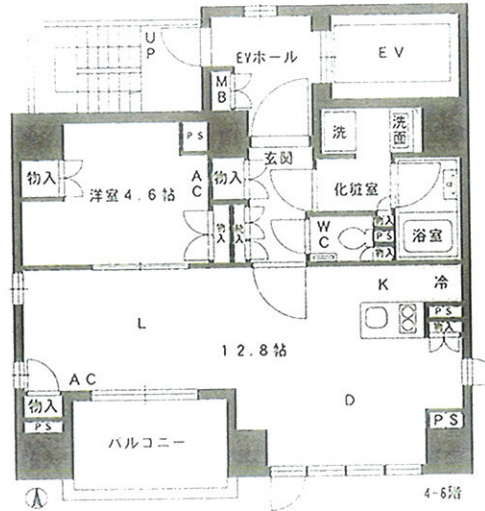 UP
EVホール
EV
MB
PS
洗
洗面
玄関
物入
洋室4.6帖
AC
物入
化粧室
物入
物入
WC
物入
PS
物入
浴室
K
冷
L
PS
物入
12.8帖
AC
D
物入
PS
バルコニー
PS
4-6階